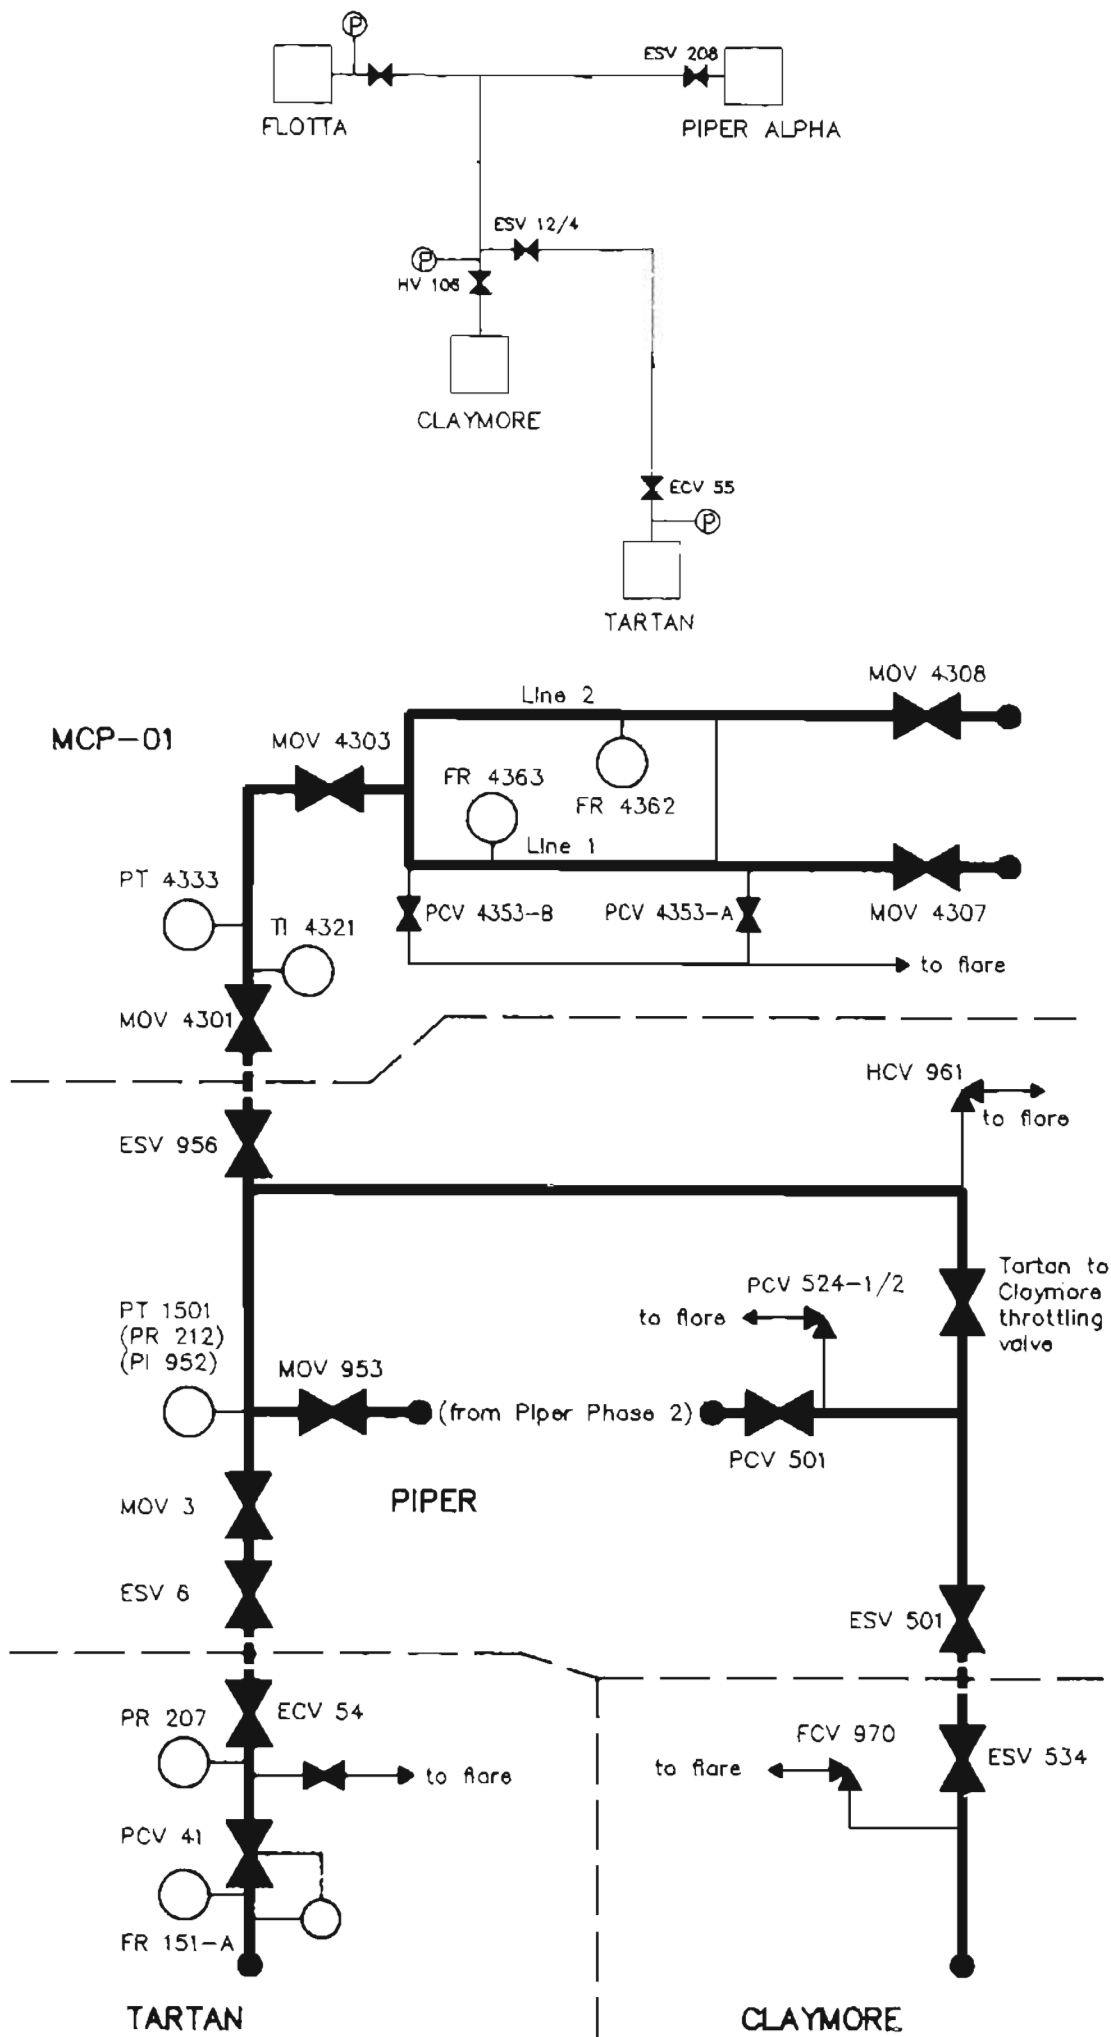 P
ESV 208
FLOTTA
PIPER ALPHA
ESV 12/4
P
HV 106
CLAYMORE
ECV 55
P
TARTAN
MOV 4308
Line 2
MCP-01
MOV 4303
FR 4363
FR 4362
Line 1
PT 4333
PCV 4353-B
PCV 4353-A
MOV 4307
TI 4321
to flare
MOV 4301
HCV 961
to flare
ESV 956
Tartan to
Claymore
throttling
valve
PCV 524-1/2
to flare
PT 1501
(PR 212)
(PI 952)
MOV 953
(from Piper Phase 2)
PCV 501
PIPER
MOV 3
ESV 6
ESV 501
ECV 54
PR 207
FCV 970
ESV 534
to flare
to flare
PCV 41
FR 151-A
TARTAN
CLAYMORE